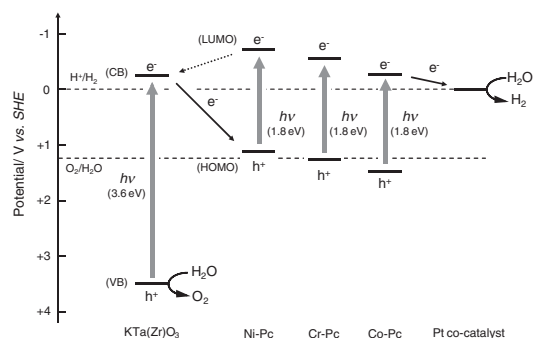 Potential/ V vs. SHE
-1
0
+1
+2
+3
+4
H⁺/H₂
O₂/H₂O
(CB)
e⁻
hν
(3.6 eV)
(VB)
h⁺
H₂O
O₂
(LUMO)
e⁻
e⁻
hν
(1.8 eV)
(HOMO)
h⁺
e⁻
hν
(1.8 eV)
h⁺
e⁻
hν
(1.8 eV)
h⁺
e⁻
H₂O
H₂
KTa(Zr)O₃
Ni-Pc
Cr-Pc
Co-Pc
Pt co-catalyst